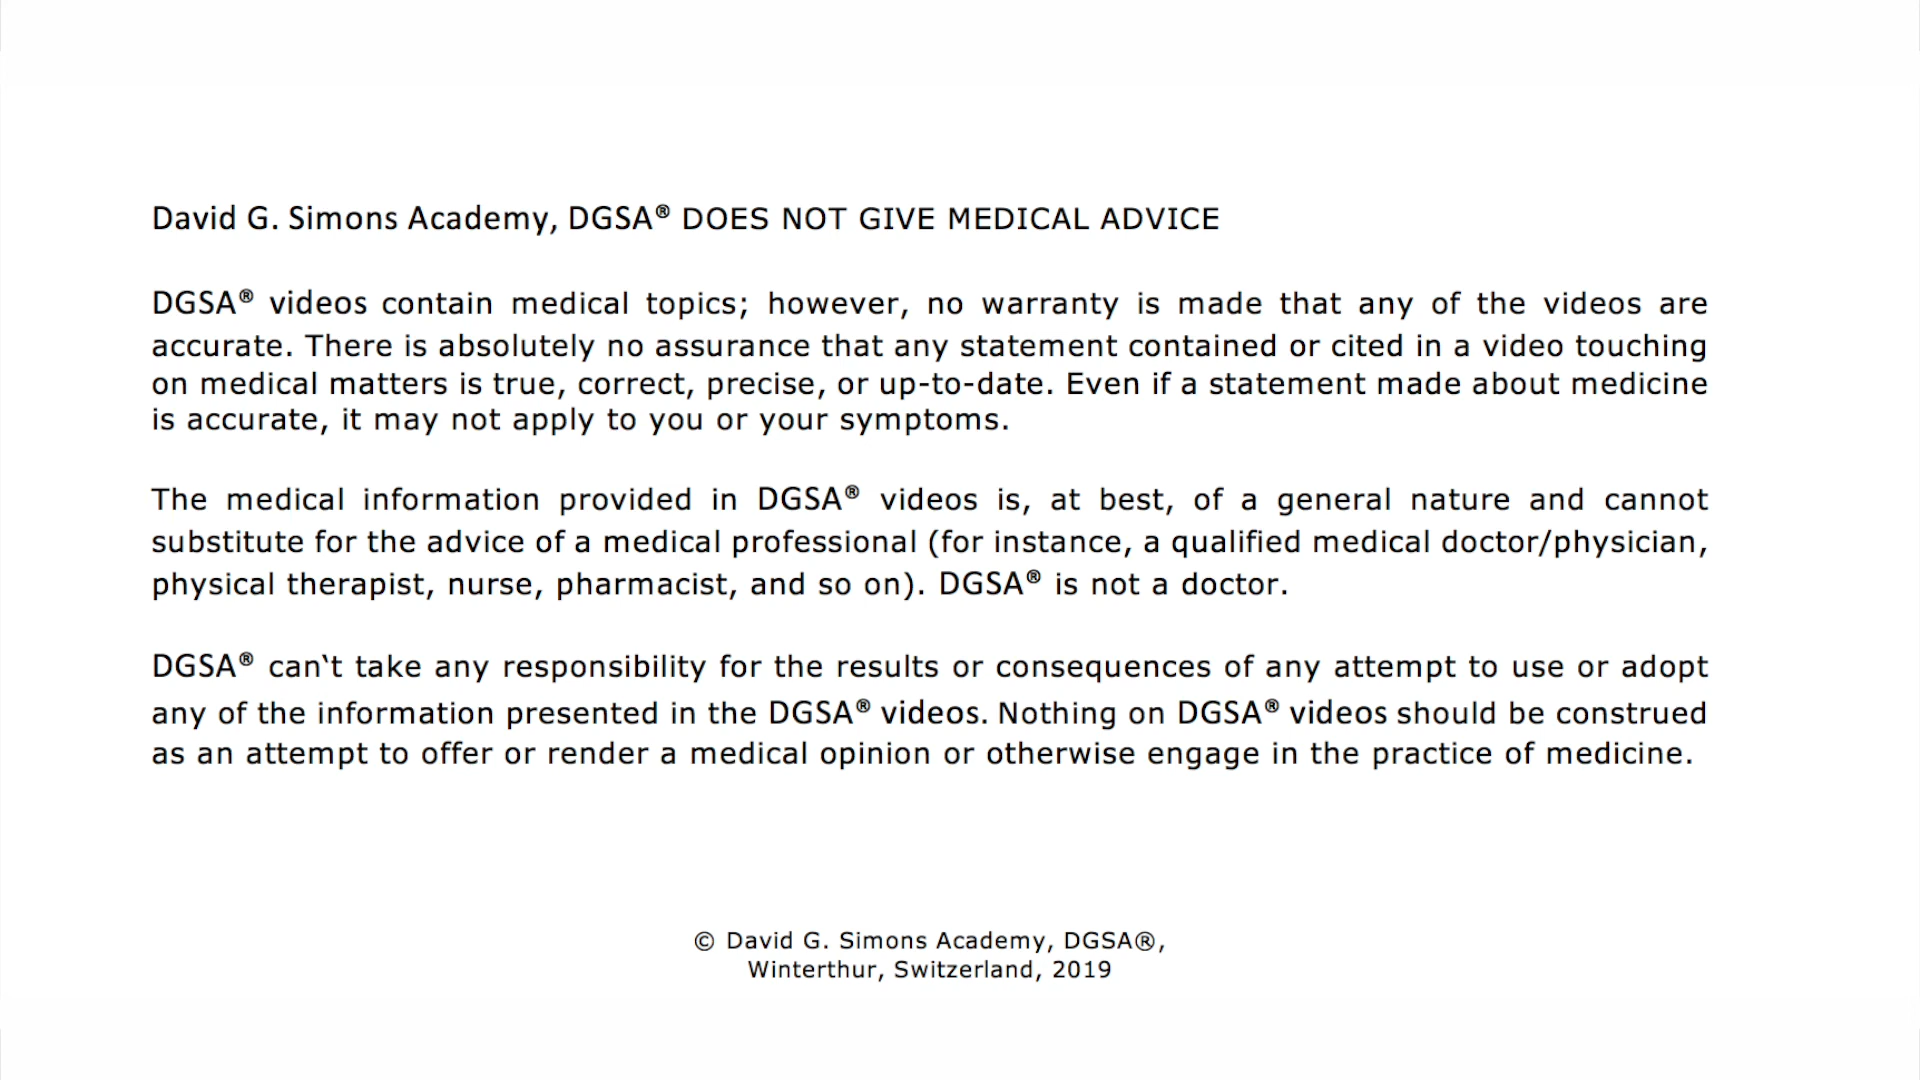 David G. Simons Academy, DGSA® DOES NOT GIVE MEDICAL ADVICE
DGSA® videos contain medical topics; however, no warranty is made that any of the videos are
accurate. There is absolutely no assurance that any statement contained or cited in a video touching
on medical matters is true, correct, precise, or up-to-date. Even if a statement made about medicine
is accurate, it may not apply to you or your symptoms.
The medical information provided in DGSA® videos is, at best, of a general nature and cannot
substitute for the advice of a medical professional (for instance, a qualified medical doctor/physician,
physical therapist, nurse, pharmacist, and so on). DGSA® is not a doctor.
DGSA® can‛t take any responsibility for the results or consequences of any attempt to use or adopt
any of the information presented in the DGSA® videos. Nothing on DGSA® videos should be construed
as an attempt to offer or render a medical opinion or otherwise engage in the practice of medicine.
© David G. Simons Academy, DGSA®,
Winterthur, Switzerland, 2019